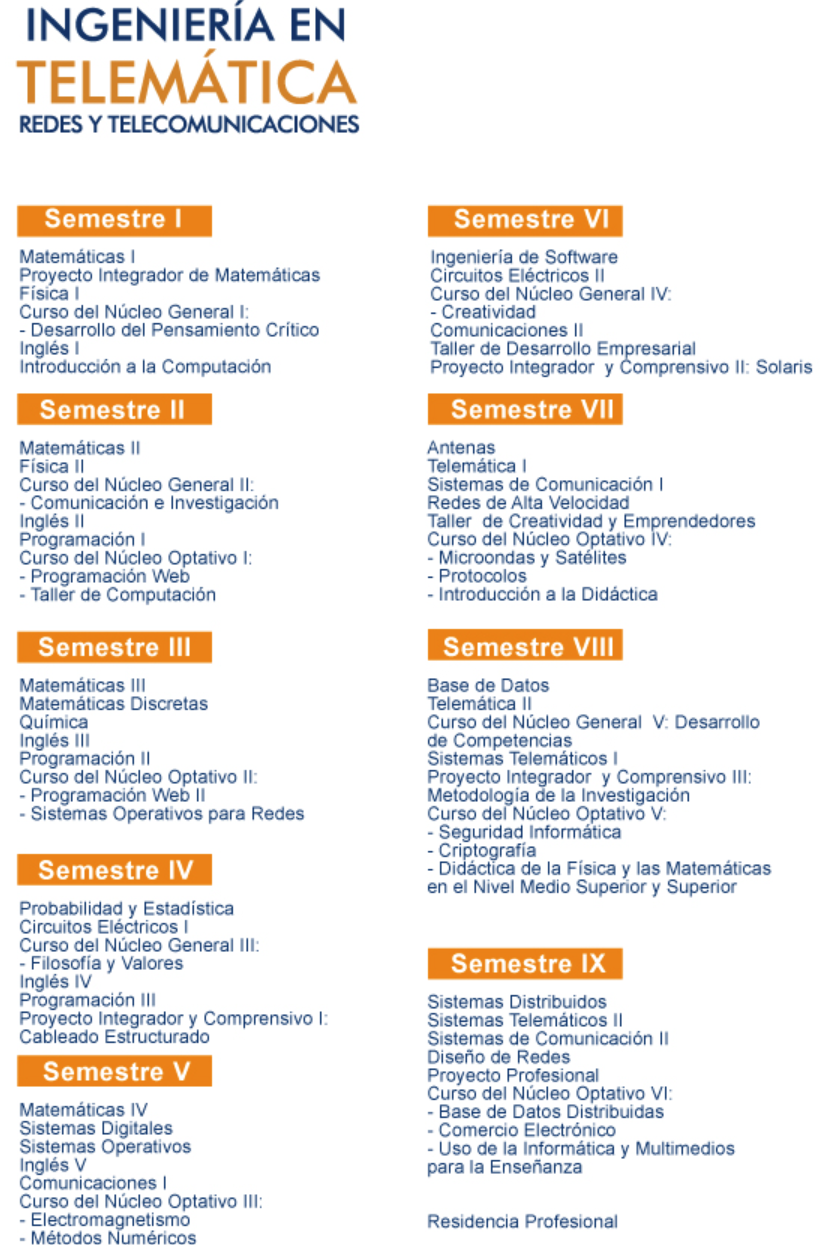 INGENIERÍA EN
TELEMÁTICA
REDES Y TELECOMUNICACIONES
Semestre I
Matemáticas I
Proyecto Integrador de Matemáticas
Física I
Curso del Núcleo General I:
- Desarrollo del Pensamiento Crítico
Inglés I
Introducción a la Computación
Semestre II
Matemáticas II
Física II
Curso del Núcleo General II:
- Comunicación e Investigación
Inglés II
Programación I
Curso del Núcleo Optativo I:
- Programación Web
- Taller de Computación
Semestre III
Matemáticas III
Matemáticas Discretas
Química
Inglés III
Programación II
Curso del Núcleo Optativo II:
- Programación Web II
- Sistemas Operativos para Redes
Semestre IV
Probabilidad y Estadística
Circuitos Eléctricos I
Curso del Núcleo General III:
- Filosofía y Valores
Inglés IV
Programación III
Proyecto Integrador y Comprensivo I:
Cableado Estructurado
Semestre V
Matemáticas IV
Sistemas Digitales
Sistemas Operativos
Inglés V
Comunicaciones I
Curso del Núcleo Optativo III:
- Electromagnetismo
- Métodos Numéricos
Semestre VI
Ingeniería de Software
Circuitos Eléctricos II
Curso del Núcleo General IV:
- Creatividad
Comunicaciones II
Taller de Desarrollo Empresarial
Proyecto Integrador y Comprensivo II: Solaris
Semestre VII
Antenas
Telemática I
Sistemas de Comunicación I
Redes de Alta Velocidad
Taller de Creatividad y Emprendedores
Curso del Núcleo Optativo IV:
- Microondas y Satélites
- Protocolos
- Introducción a la Didáctica
Semestre VIII
Base de Datos
Telemática II
Curso del Núcleo General V: Desarrollo
de Competencias
Sistemas Telemáticos I
Proyecto Integrador y Comprensivo III:
Metodología de la Investigación
Curso del Núcleo Optativo V:
- Seguridad Informática
- Criptografía
- Didáctica de la Física y las Matemáticas
en el Nivel Medio Superior y Superior
Semestre IX
Sistemas Distribuidos
Sistemas Telemáticos II
Sistemas de Comunicación II
Diseño de Redes
Proyecto Profesional
Curso del Núcleo Optativo VI:
- Base de Datos Distribuidas
- Comercio Electrónico
- Uso de la Informática y Multimedios
para la Enseñanza
Residencia Profesional